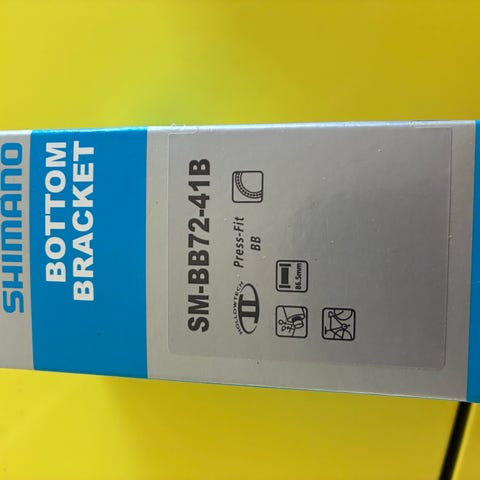 SHIMANO
BOTTOM
BRACKET
SM-BB72-41B
HOLLOWTECH
II
Press-Fit
BB
86.5mm